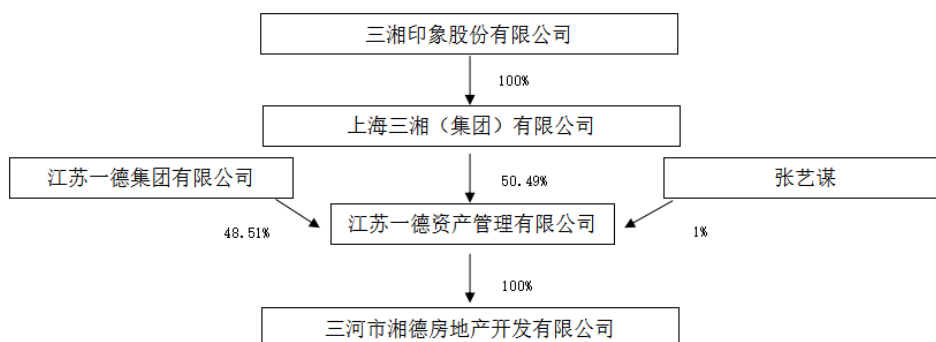 三湘印象股份有限公司
100%
上海三湘（集团）有限公司
江苏一德集团有限公司
50.49%
张艺谋
江苏一德资产管理有限公司
48.51%
1%
100%
三河市湘德房地产开发有限公司